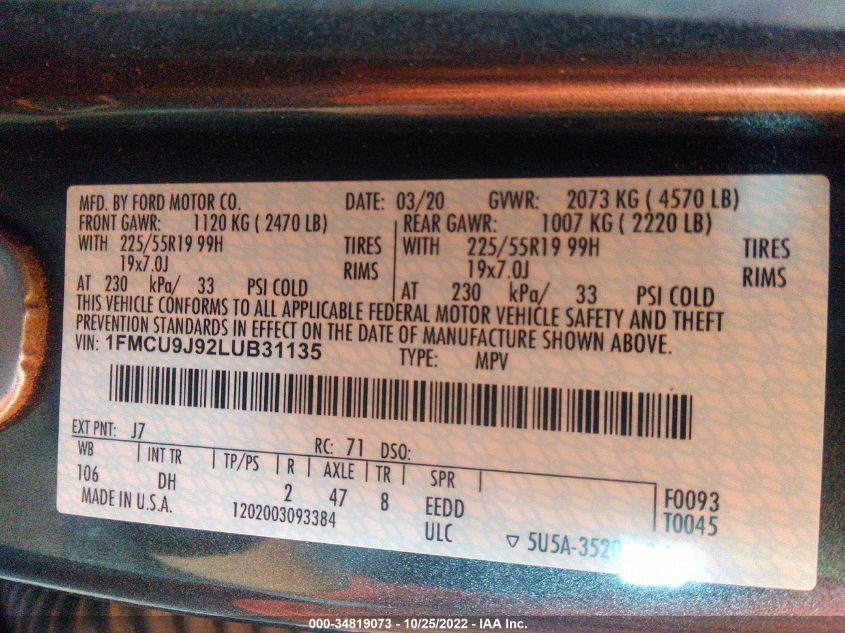 MFD. BY FORD MOTOR CO. DATE: 03/20 GVWR: 2073 KG ( 4570 LB)
FRONT GAWR: 1120 KG ( 2470 LB) REAR GAWR: 1007 KG ( 2220 LB)
WITH 225/55R19 99H TIRES WITH 225/55R19 99H TIRES
19x7.0J RIMS 19x7.0J RIMS
AT 230 kPa/ 33 PSI COLD AT 230 kPa/ 33 PSI COLD
THIS VEHICLE CONFORMS TO ALL APPLICABLE FEDERAL MOTOR VEHICLE SAFETY AND THEFT
PREVENTION STANDARDS IN EFFECT ON THE DATE OF MANUFACTURE SHOWN ABOVE.
VIN: 1FMCU9J92LUB31135 TYPE: MPV
EXT PNT: J7 RC: 71 DSO:
WB INT TR TP/PS R AXLE TR SPR
106 DH 2 47 8 EEDD F0093
MADE IN U.S.A. 1202003093384 ULC T0045
▽ 5U5A-3520
000-34819073 - 10/25/2022 - IAA Inc.